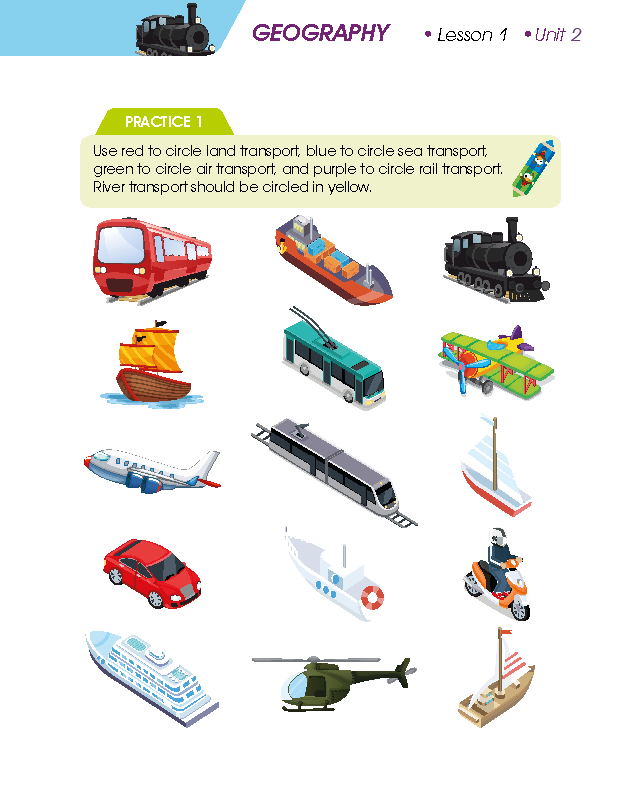 GEOGRAPHY • Lesson 1 • Unit 2
PRACTICE 1
Use red to circle land transport, blue to circle sea transport,
green to circle air transport, and purple to circle rail transport.
River transport should be circled in yellow.